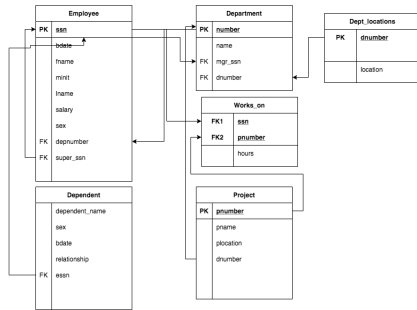 Employee
PK ssn
bdate
fname
minit
lname
salary
sex
FK depnumber
FK super_ssn
Department
PK number
name
FK mgr_ssn
FK dnumber
Dept_locations
PK dnumber
location
Works_on
FK1 ssn
FK2 pnumber
hours
Dependent
dependent_name
sex
bdate
relationship
FK essn
Project
PK pnumber
pname
plocation
dnumber